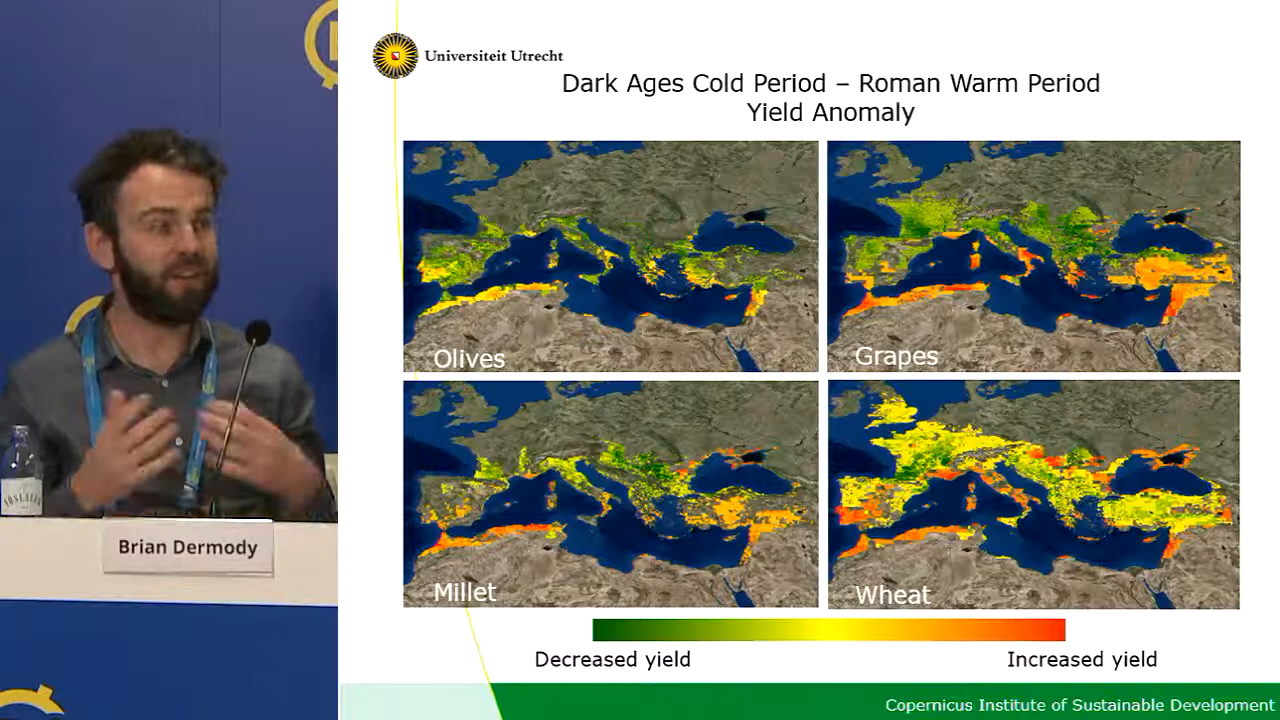 Universiteit Utrecht
Dark Ages Cold Period – Roman Warm Period
Yield Anomaly
Olives
Grapes
Millet
Wheat
Decreased yield
Increased yield
Copernicus Institute of Sustainable Development
Brian Dermody